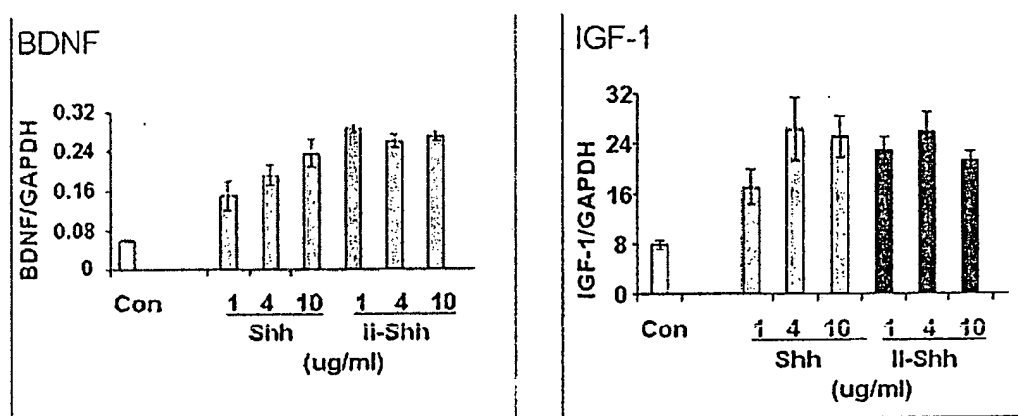 BDNF
BDNF/GAPDH
0.32
0.24
0.16
0.08
0
Con
1 4 10 1 4 10
Shh
ii-Shh
(ug/ml)
IGF-1
IGF-1/GAPDH
32
24
16
8
0
Con
1 4 10 1 4 10
Shh
II-Shh
(ug/ml)